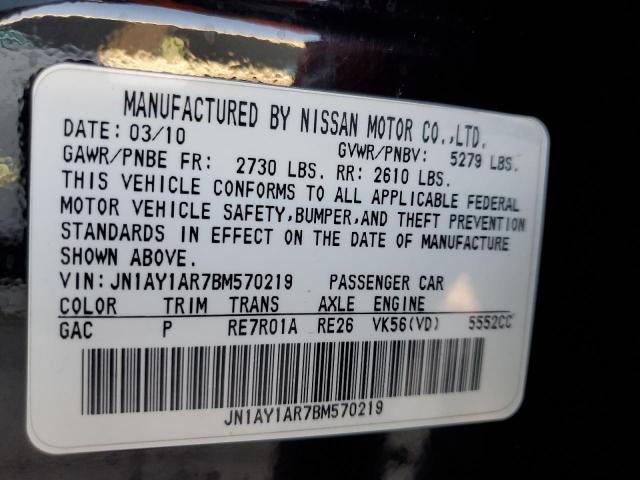 MANUFACTURED BY NISSAN MOTOR CO.,LTD.
DATE: 03/10 GVWR/PNBV: 5279 LBS.
GAWR/PNBE FR: 2730 LBS. RR: 2610 LBS.
THIS VEHICLE CONFORMS TO ALL APPLICABLE FEDERAL
MOTOR VEHICLE SAFETY,BUMPER,AND THEFT PREVENTION
STANDARDS IN EFFECT ON THE DATE OF MANUFACTURE
SHOWN ABOVE.
VIN: JN1AY1AR7BM570219 PASSENGER CAR
COLOR TRIM TRANS AXLE ENGINE
GAC P RE7R01A RE26 VK56(VD) 5552CC
JN1AY1AR7BM570219